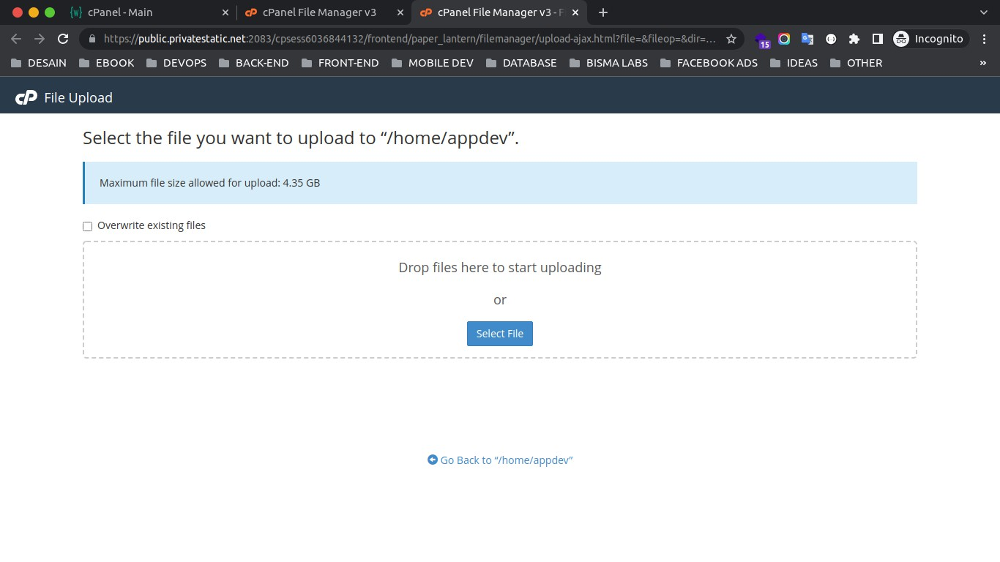 cPanel - Main
cPanel File Manager v3
cPanel File Manager v3 - F
https://public.privatestatic.net:2083/cpsess6036844132/frontend/paper_lantern/filemanager/upload-ajax.html?file=&fileop=&dir=...
15
Incognito
DESAIN
EBOOK
DEVOPS
BACK-END
FRONT-END
MOBILE DEV
DATABASE
BISMA LABS
FACEBOOK ADS
IDEAS
OTHER
»
cP File Upload
Select the file you want to upload to “/home/appdev”.
Maximum file size allowed for upload: 4.35 GB
Overwrite existing files
Drop files here to start uploading
or
Select File
Go Back to “/home/appdev”